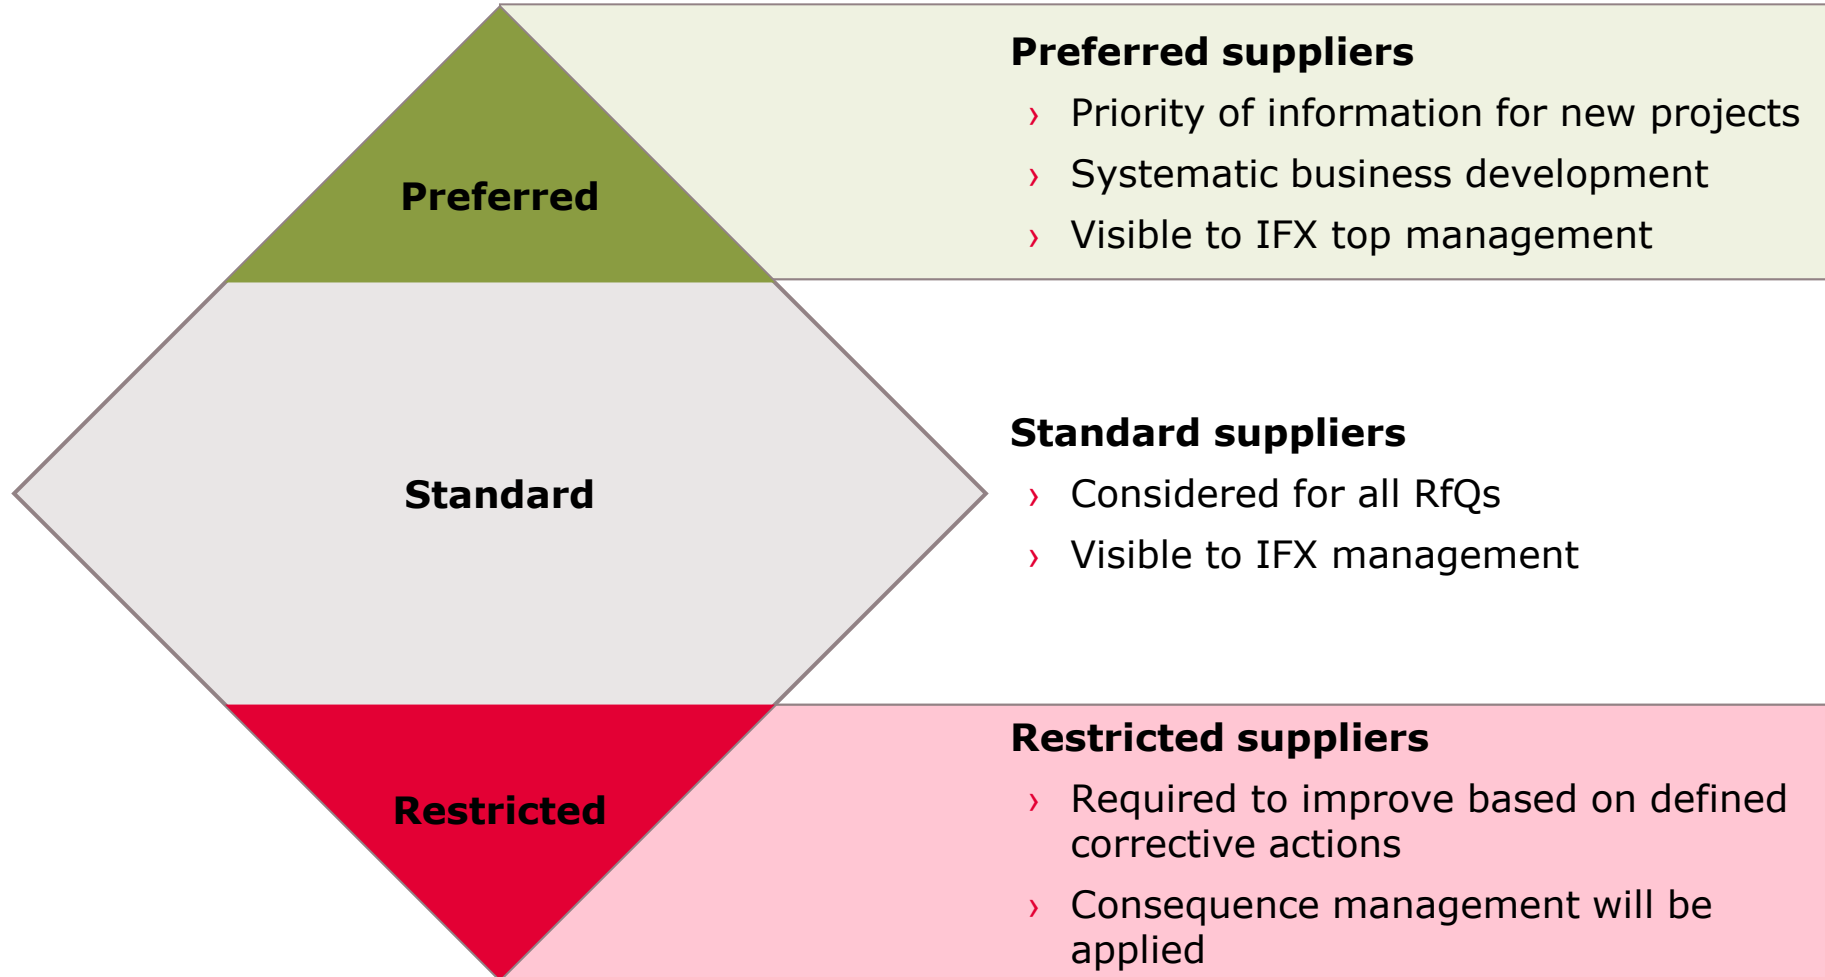 Preferred
Standard
Restricted
Preferred suppliers
› Priority of information for new projects
› Systematic business development
› Visible to IFX top management
Standard suppliers
› Considered for all RfQs
› Visible to IFX management
Restricted suppliers
› Required to improve based on defined
corrective actions
› Consequence management will be
applied